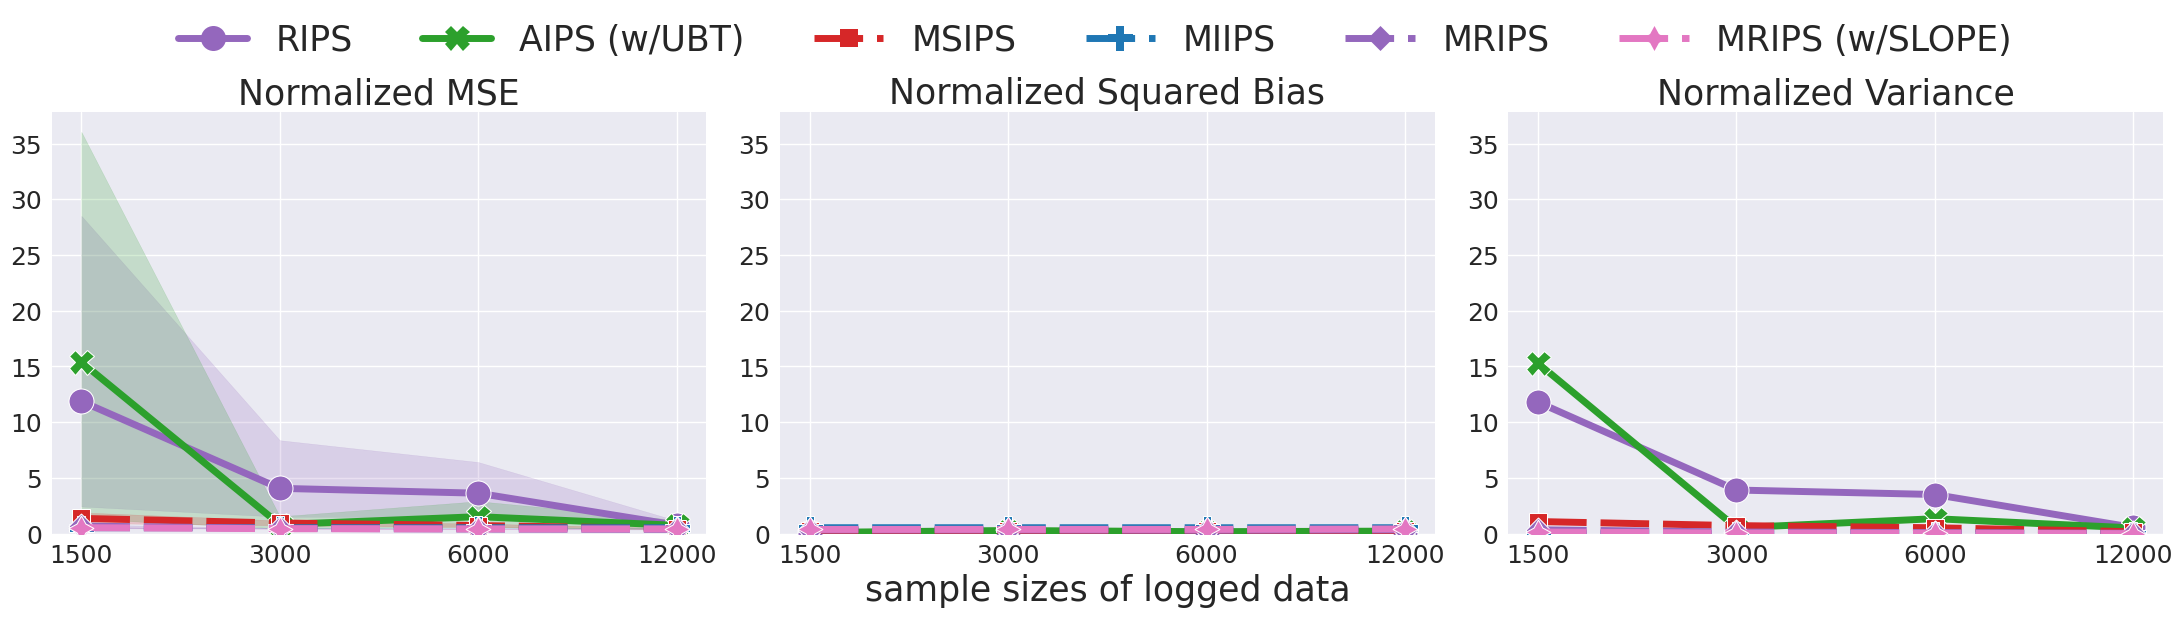 RIPS AIPS (w/UBT) MSIPS MIIPS MRIPS MRIPS (w/SLOPE)
Normalized MSE Normalized Squared Bias Normalized Variance
35 35 35
30 30 30
25 25 25
20 20 20
15 15 15
10 10 10
5 5 5
0 0 0
1500 3000 6000 12000 1500 3000 6000 12000 1500 3000 6000 12000
sample sizes of logged data